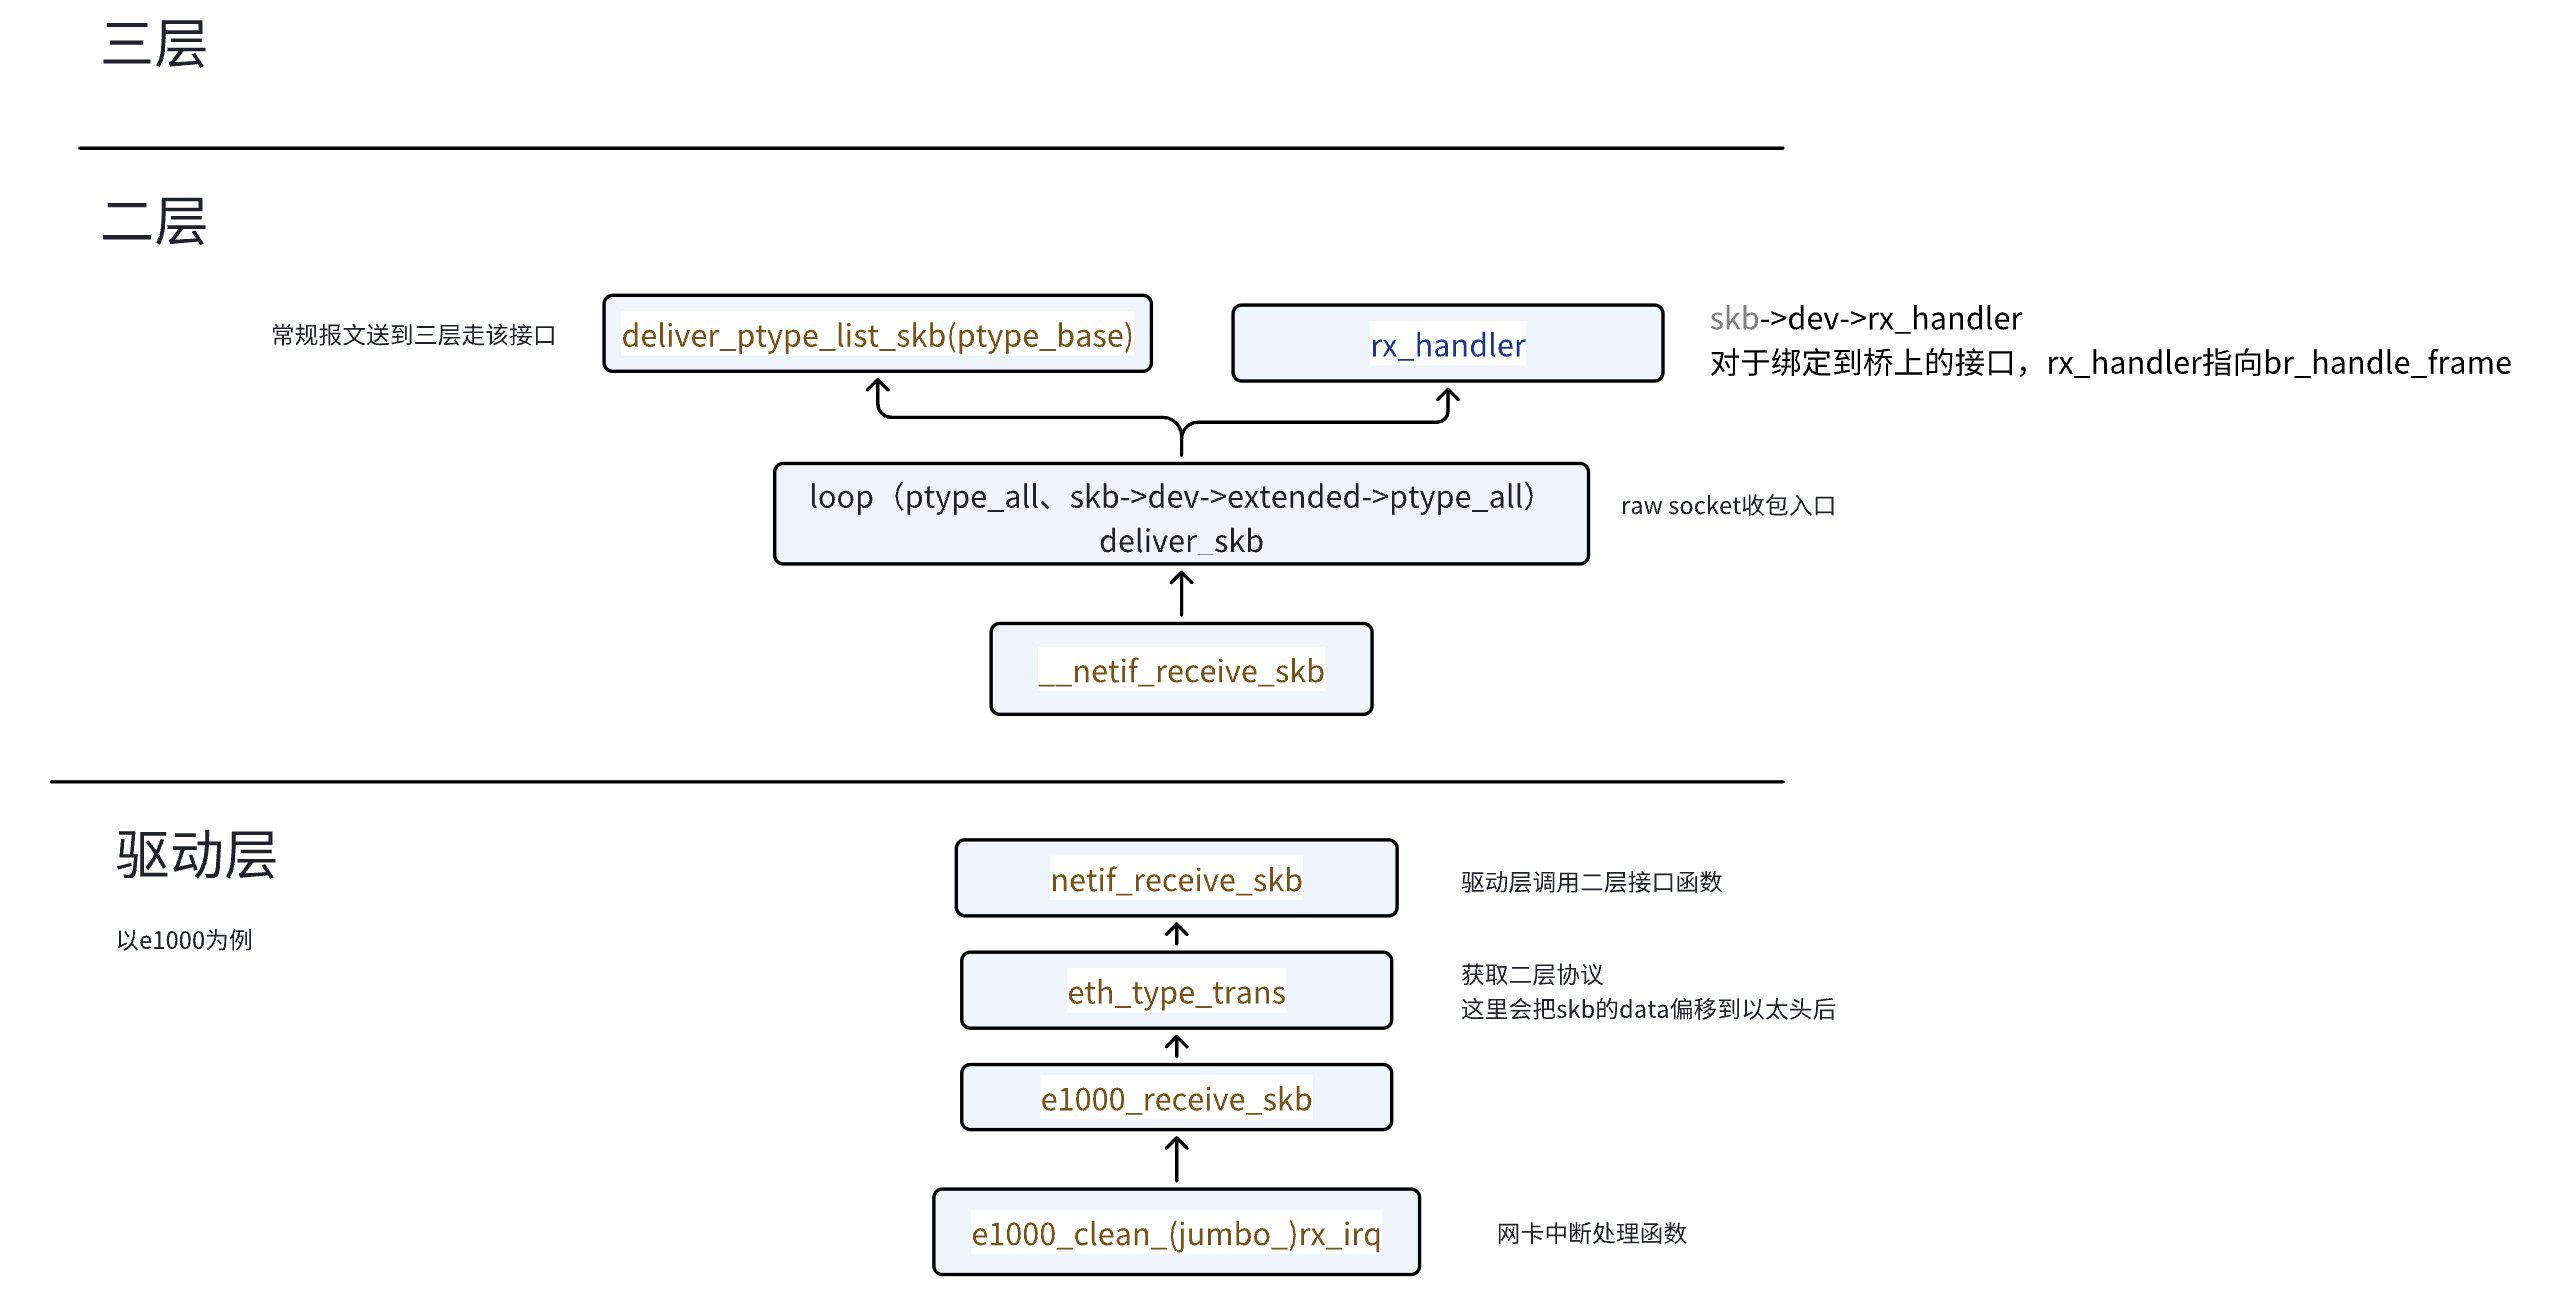 三层
二层
常规报文送到三层走该接口
deliver_ptype_list_skb(ptype_base)
rx_handler
skb->dev->rx_handler
对于绑定到桥上的接口，rx_handler指向br_handle_frame
loop（ptype_all、skb->dev->extended->ptype_all）
deliver_skb
raw socket收包入口
__netif_receive_skb
驱动层
以e1000为例
netif_receive_skb
驱动层调用二层接口函数
eth_type_trans
获取二层协议
这里会把skb的data偏移到以太头后
e1000_receive_skb
e1000_clean_(jumbo_)rx_irq
网卡中断处理函数